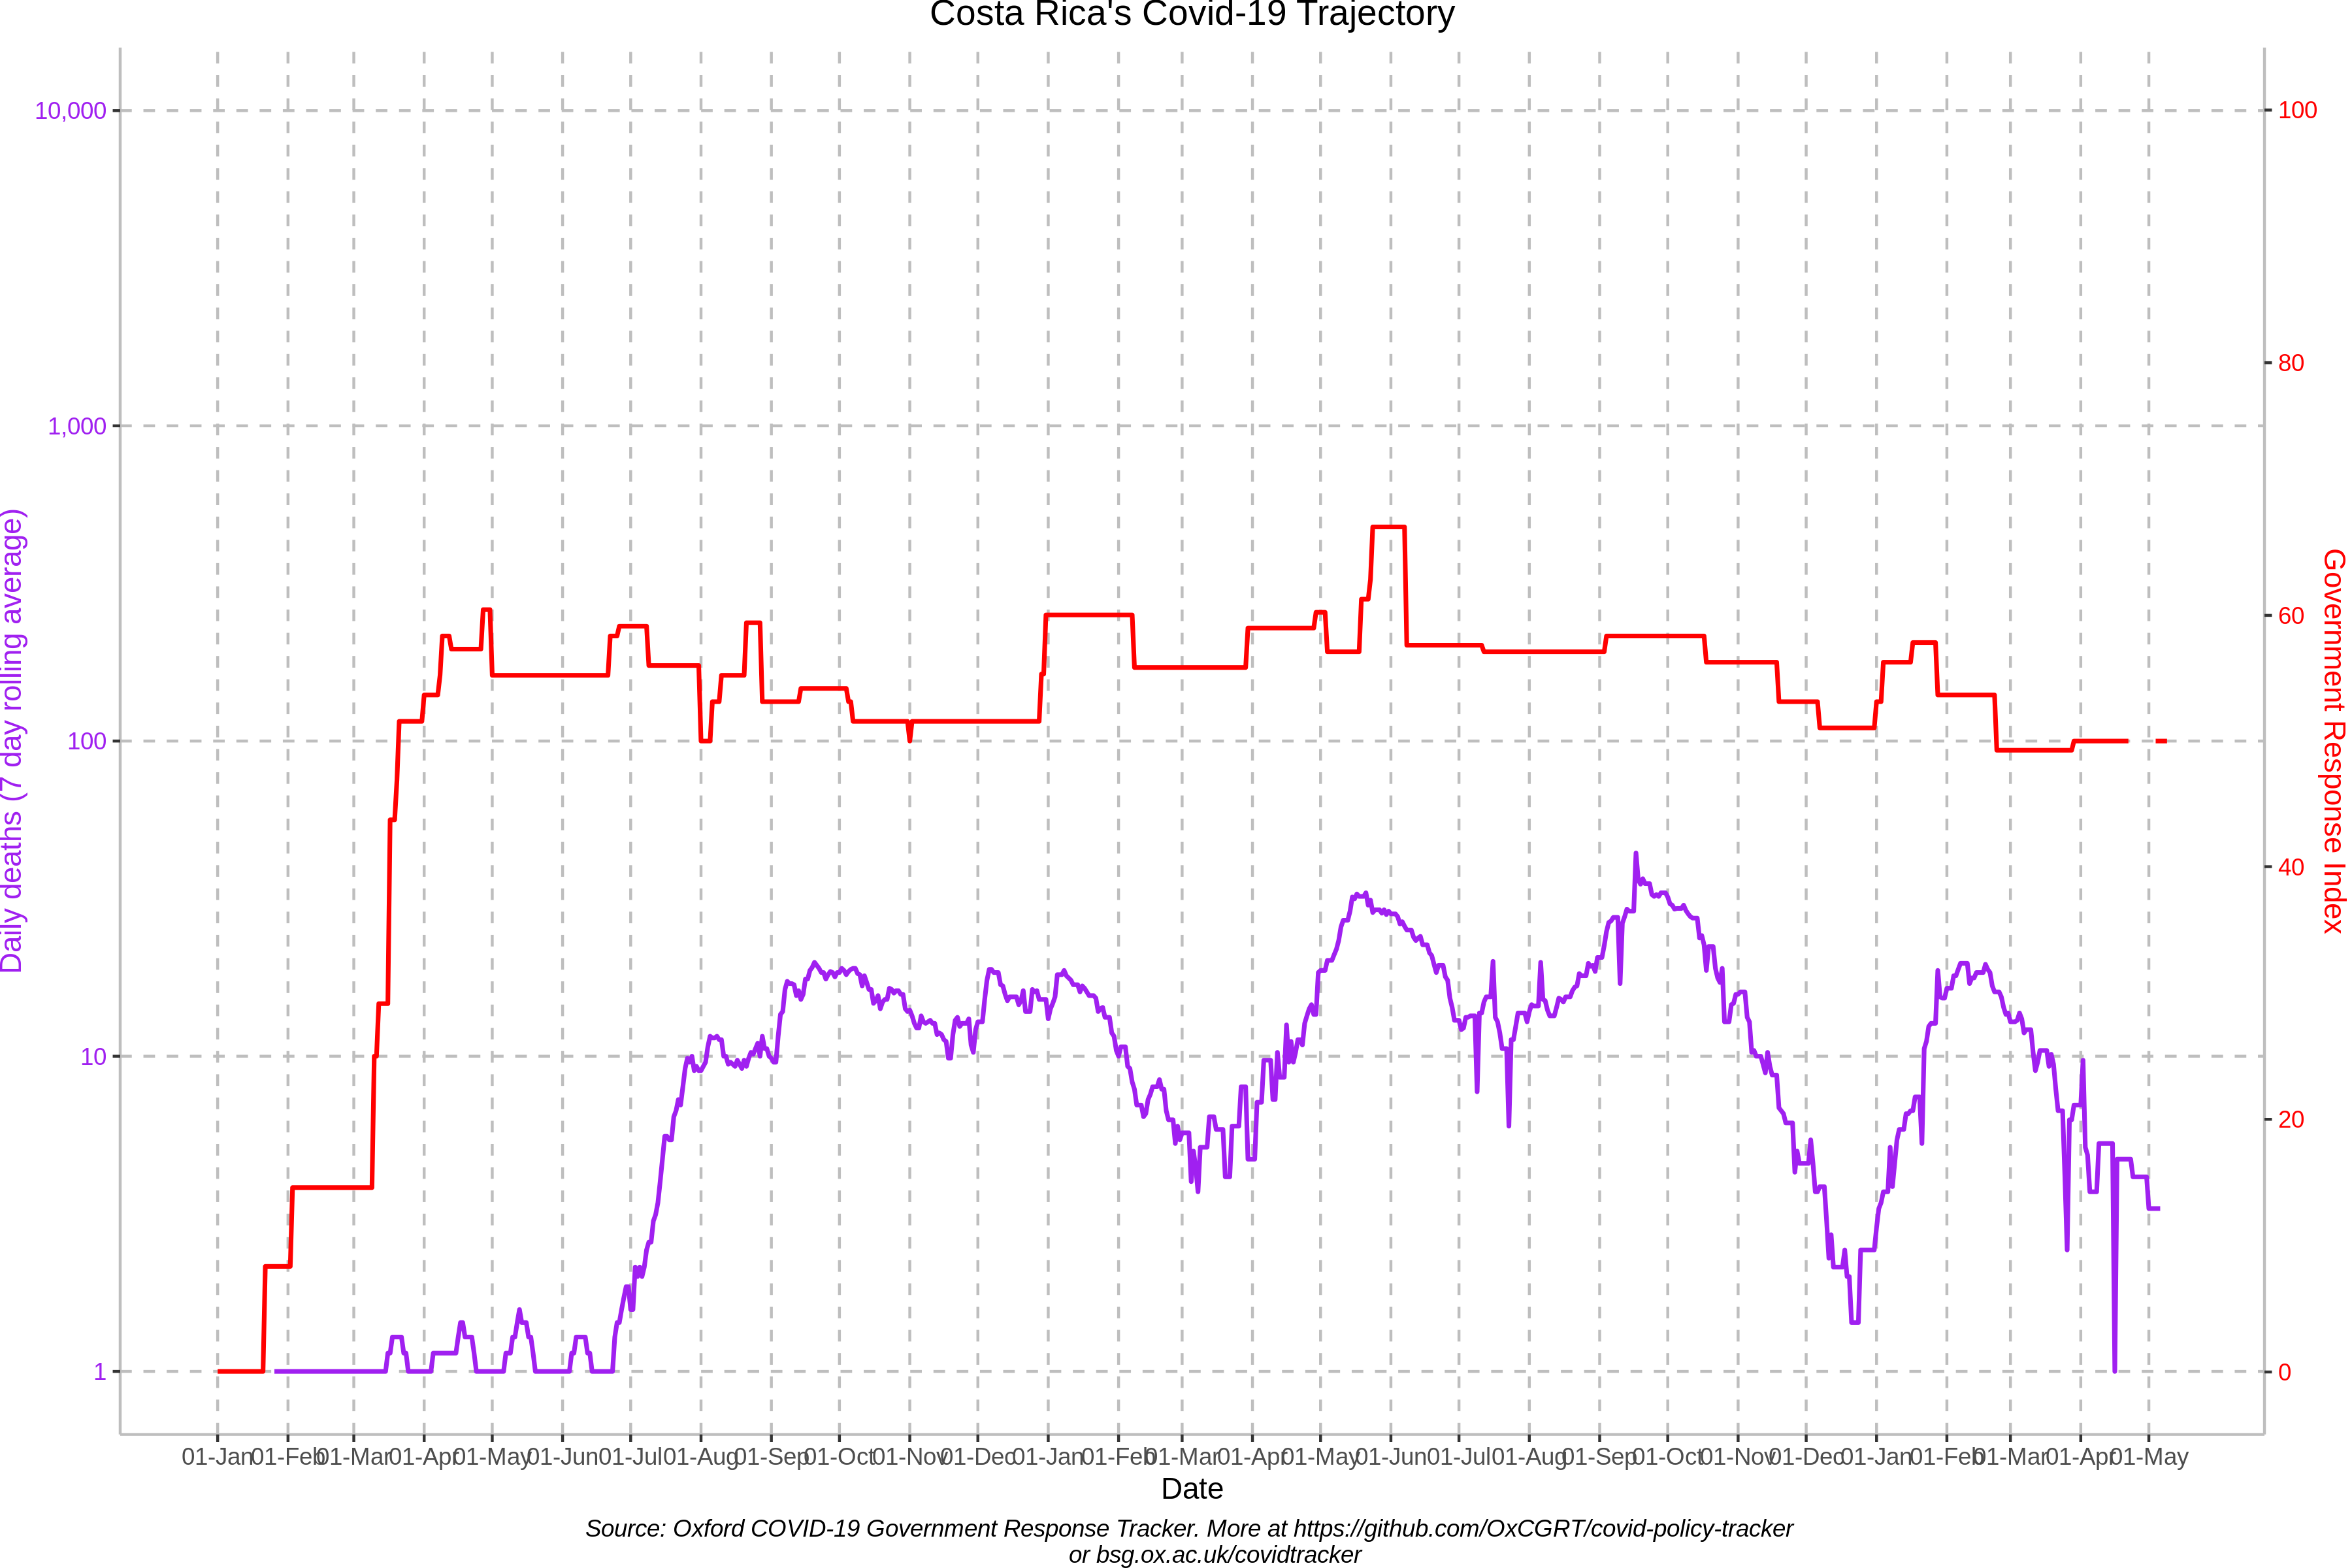 Costa Rica's Covid-19 Trajectory
10,000
1,000
100
10
1
Daily deaths (7 day rolling average)
100
80
60
40
20
0
Government Response Index
01-Jan 01-Feb 01-Mar 01-Apr 01-May 01-Jun 01-Jul 01-Aug 01-Sep 01-Oct 01-Nov 01-Dec 01-Jan 01-Feb 01-Mar 01-Apr 01-May 01-Jun 01-Jul 01-Aug 01-Sep 01-Oct 01-Nov 01-Dec 01-Jan 01-Feb 01-Mar 01-Apr 01-May
Date
Source: Oxford COVID-19 Government Response Tracker. More at https://github.com/OxCGRT/covid-policy-tracker
or bsg.ox.ac.uk/covidtracker